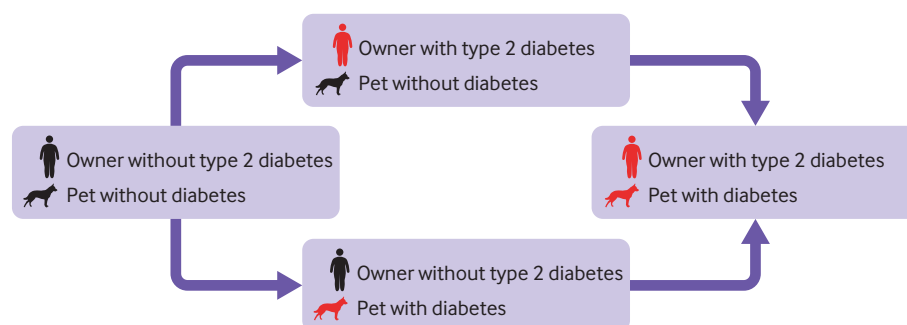 Owner with type 2 diabetes
Pet without diabetes
Owner without type 2 diabetes
Pet without diabetes
Owner with type 2 diabetes
Pet with diabetes
Owner without type 2 diabetes
Pet with diabetes